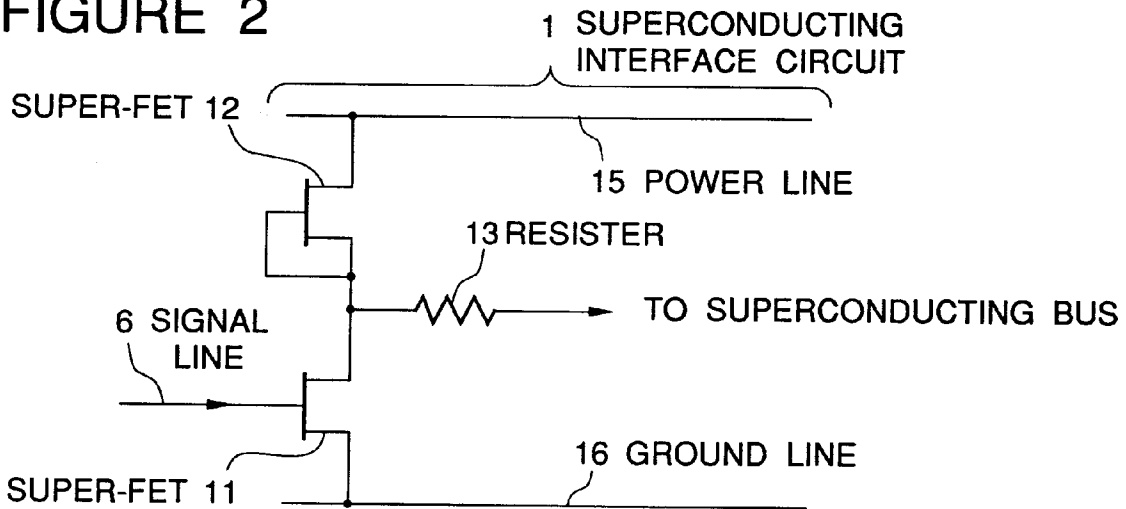 FIGURE 2
1 SUPERCONDUCTING
INTERFACE CIRCUIT
SUPER-FET 12
15 POWER LINE
13 RESISTER
TO SUPERCONDUCTING BUS
6 SIGNAL
LINE
16 GROUND LINE
SUPER-FET 11